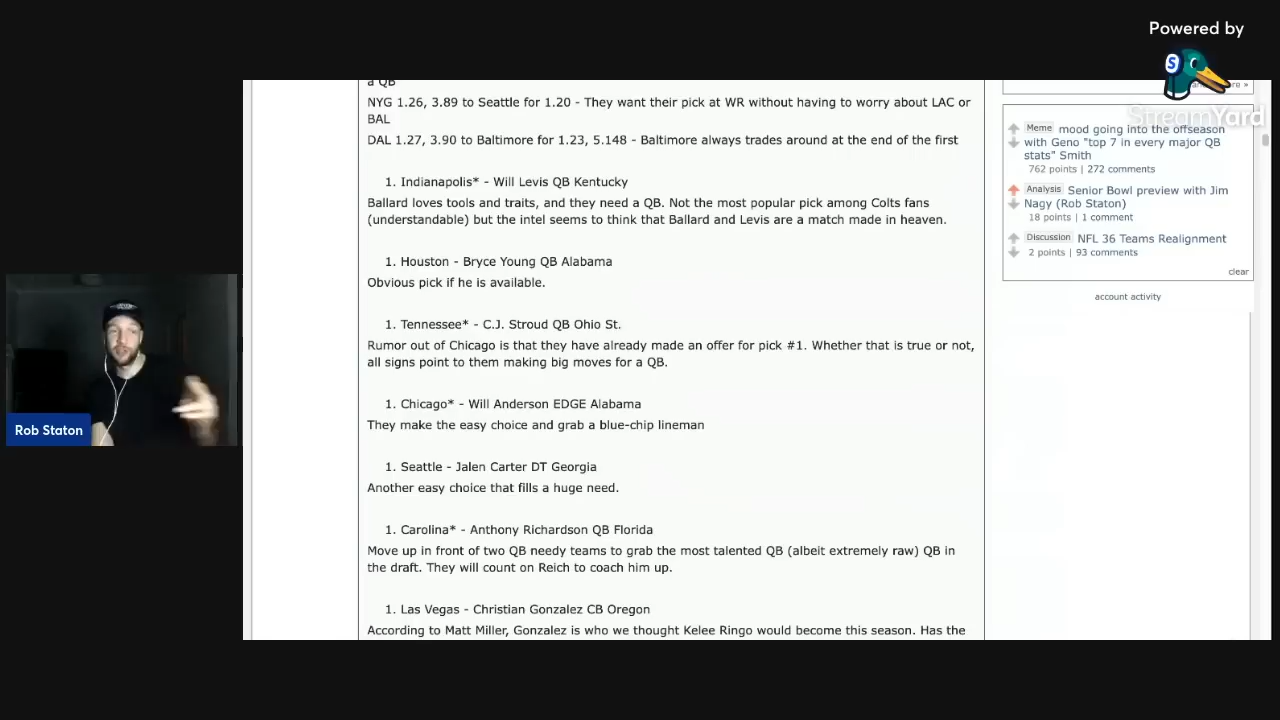 Powered by
S
StreamYard
a QB
NYG 1.26, 3.89 to Seattle for 1.20 - They want their pick at WR without having to worry about LAC or
BAL
DAL 1.27, 3.90 to Baltimore for 1.23, 5.148 - Baltimore always trades around at the end of the first
1. Indianapolis* - Will Levis QB Kentucky
Ballard loves tools and traits, and they need a QB. Not the most popular pick among Colts fans
(understandable) but the intel seems to think that Ballard and Levis are a match made in heaven.
1. Houston - Bryce Young QB Alabama
Obvious pick if he is available.
1. Tennessee* - C.J. Stroud QB Ohio St.
Rumor out of Chicago is that they have already made an offer for pick #1. Whether that is true or not,
all signs point to them making big moves for a QB.
1. Chicago* - Will Anderson EDGE Alabama
They make the easy choice and grab a blue-chip lineman
1. Seattle - Jalen Carter DT Georgia
Another easy choice that fills a huge need.
1. Carolina* - Anthony Richardson QB Florida
Move up in front of two QB needy teams to grab the most talented QB (albeit extremely raw) QB in
the draft. They will count on Reich to coach him up.
1. Las Vegas - Christian Gonzalez CB Oregon
According to Matt Miller, Gonzalez is who we thought Kelee Ringo would become this season. Has the
Meme mood going into the offseason
with Geno "top 7 in every major QB
stats" Smith
762 points | 272 comments
Analysis Senior Bowl preview with Jim
Nagy (Rob Staton)
18 points | 1 comment
Discussion NFL 36 Teams Realignment
2 points | 93 comments
clear
account activity
Rob Staton